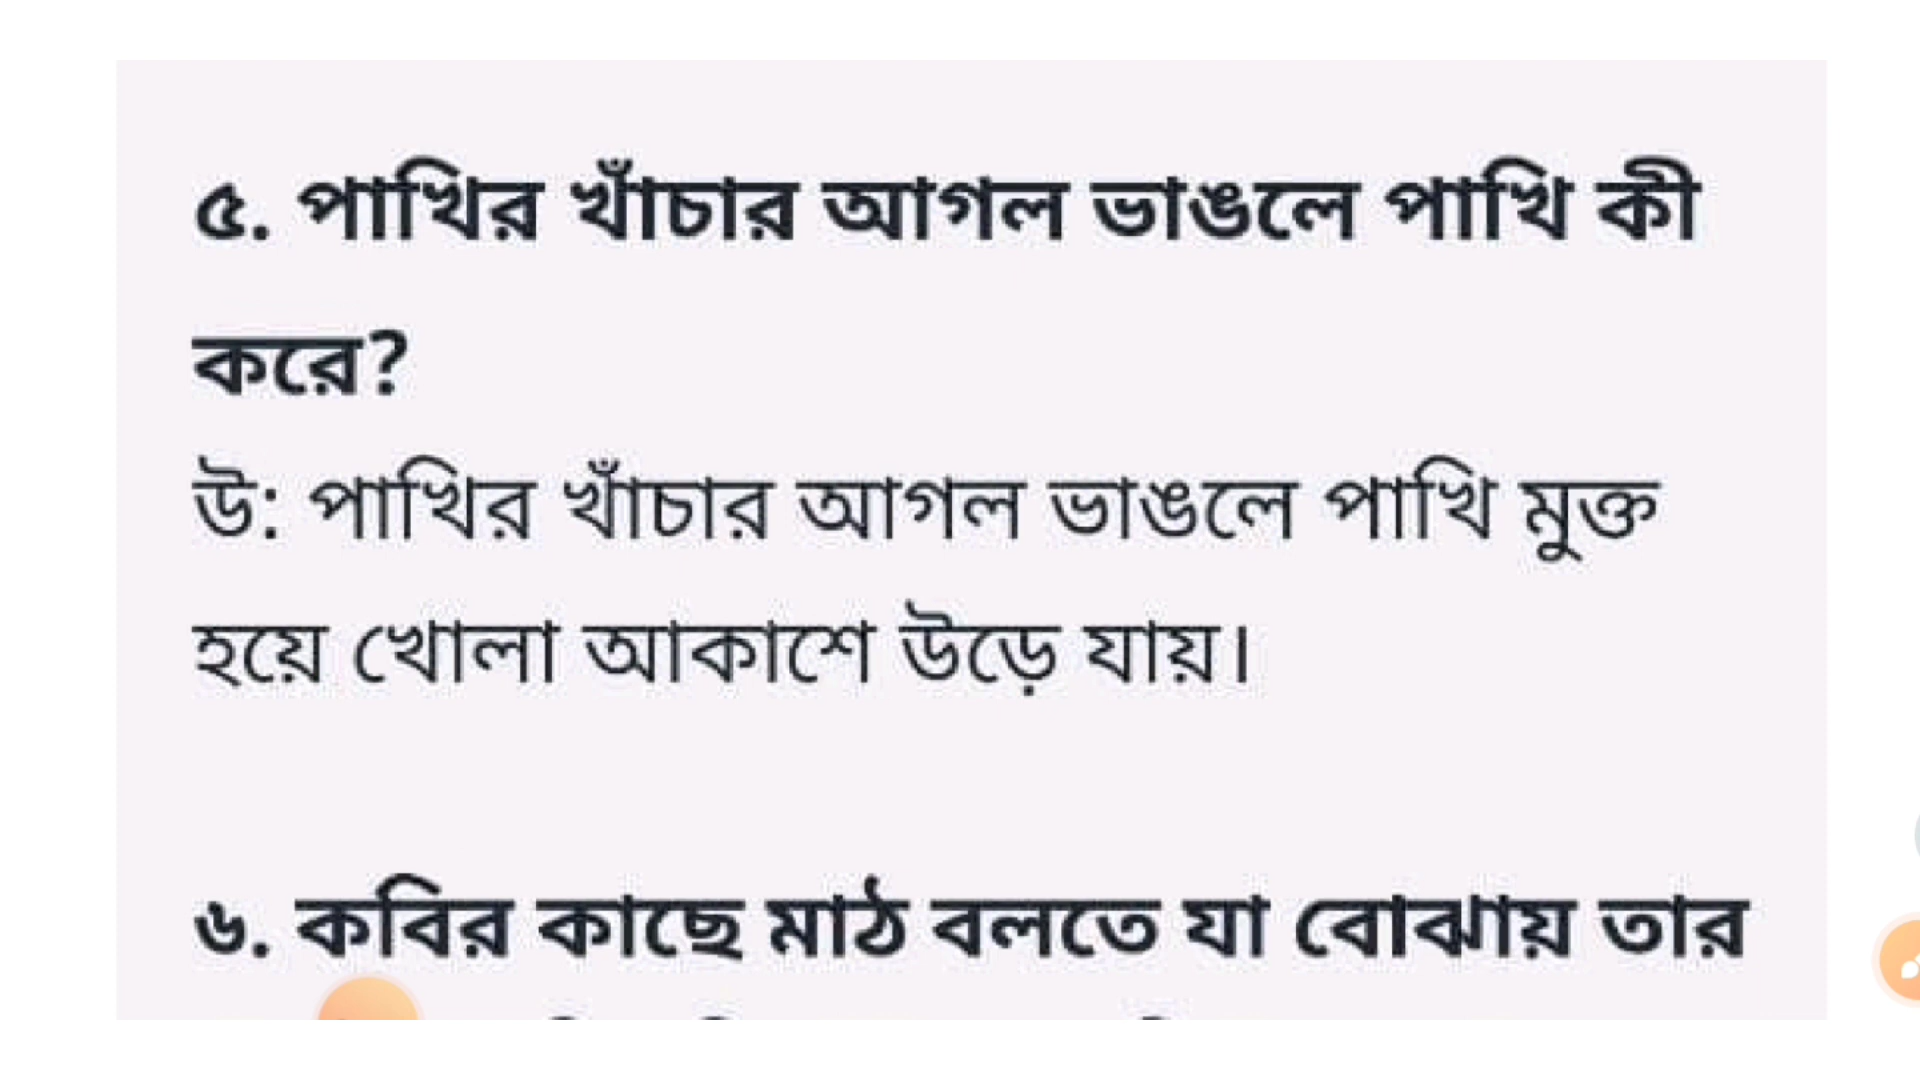 ৫. পাখির খাঁচার আগল ভাঙলে পাখি কী
করে?
উ: পাখির খাঁচার আগল ভাঙলে পাখি মুক্ত
হয়ে খোলা আকাশে উড়ে যায়।
৬. কবির কাছে মাঠ বলতে যা বোঝায় তার